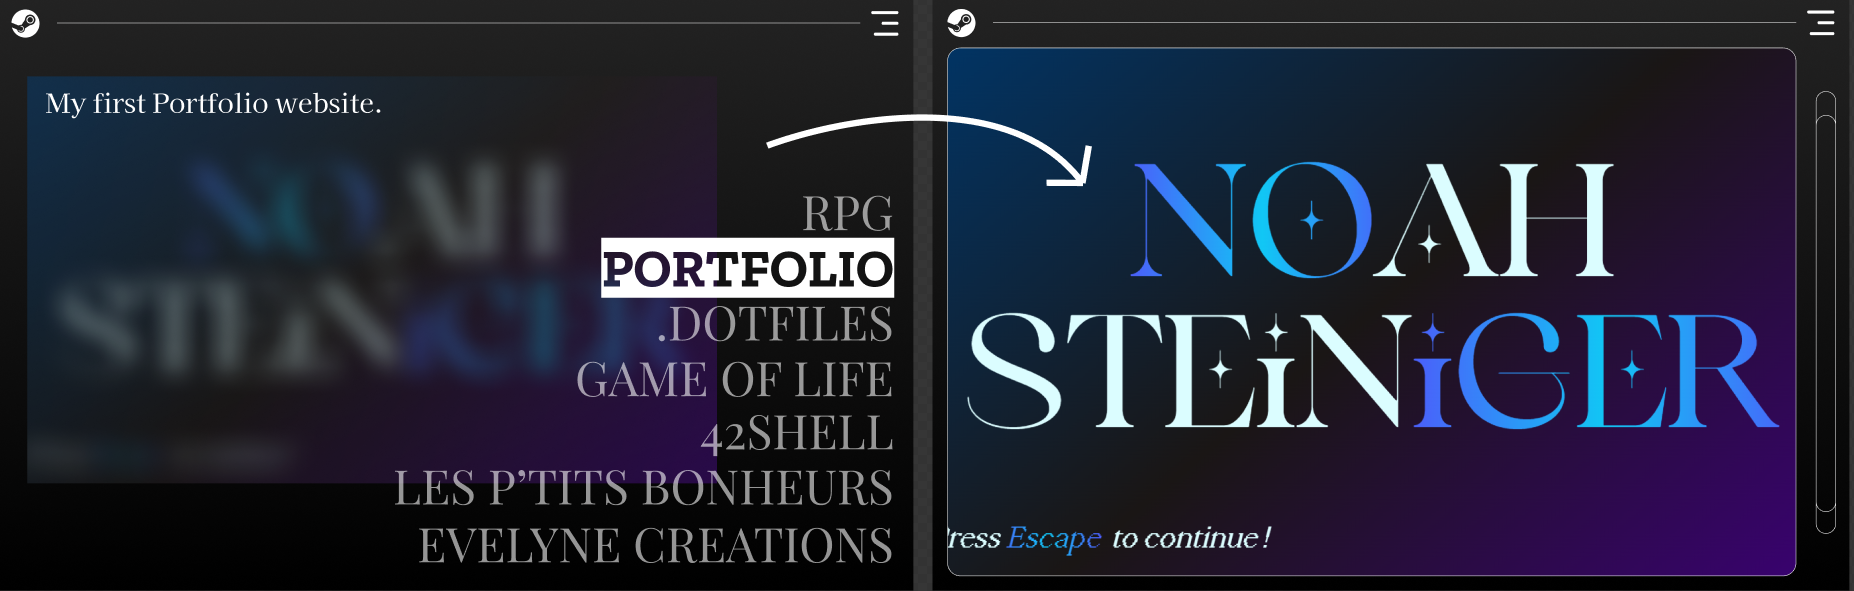 My first Portfolio website.
RPG
PORTFOLIO
.DOTFILES
GAME OF LIFE
42SHELL
LES P’TITS BONHEURS
EVELYNE CREATIONS
NOAH
STEiNiGER
ress Escape to continue!